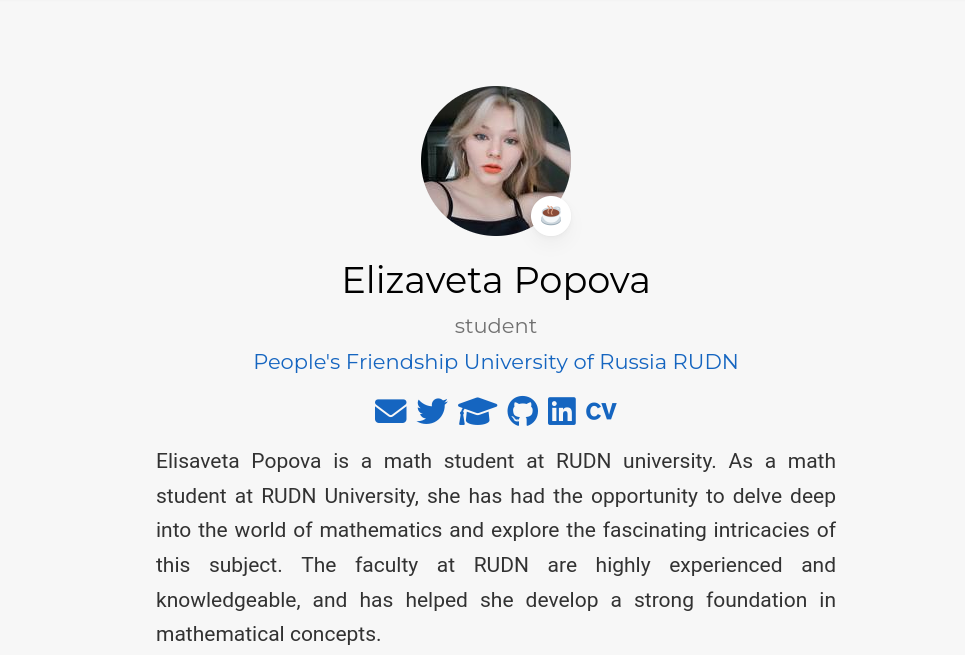 Elizaveta Popova
student
People's Friendship University of Russia RUDN
CV
Elisaveta Popova is a math student at RUDN university. As a math
student at RUDN University, she has had the opportunity to delve deep
into the world of mathematics and explore the fascinating intricacies of
this subject. The faculty at RUDN are highly experienced and
knowledgeable, and has helped she develop a strong foundation in
mathematical concepts.